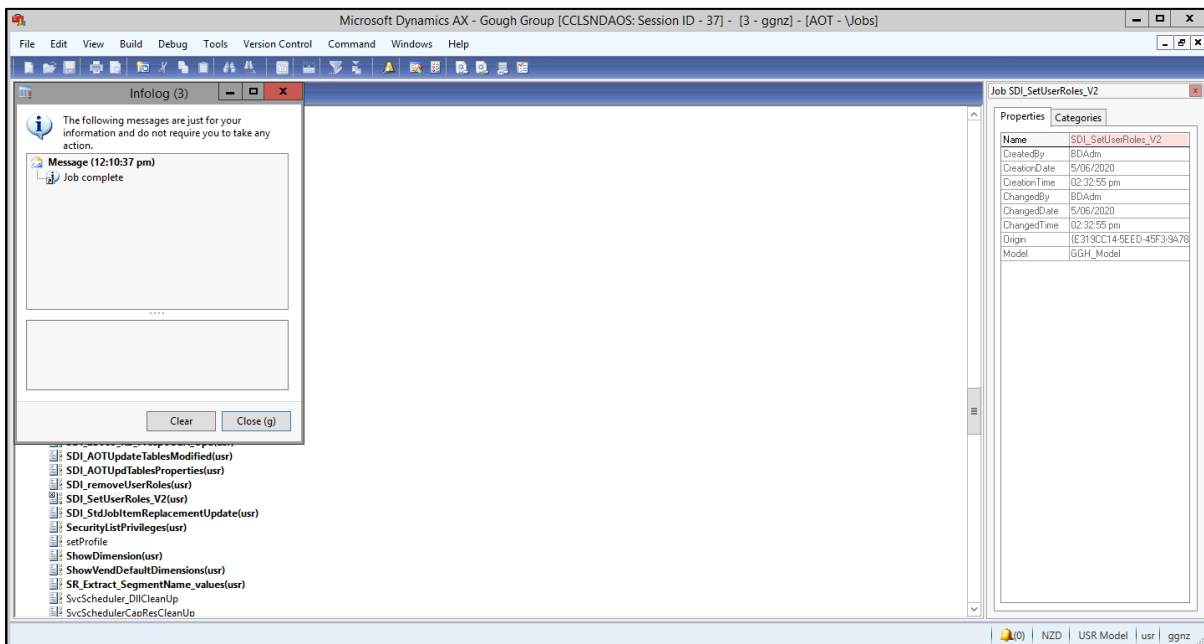 Microsoft Dynamics AX - Gough Group [CCLSNDAOS: Session ID - 37] - [3 - ggnz] - [AOT - \Jobs]
File Edit View Build Debug Tools Version Control Command Windows Help
Infolog (3)
The following messages are just for your
information and do not require you to take any
action.
Message (12:10:37 pm)
Job complete
Clear Close (g)
SDI_AOTUpdateTablesModified(usr)
SDI_AOTUpdTablesProperties(usr)
SDI_removeUserRoles(usr)
SDI_SetUserRoles_V2(usr)
SDI_StdJobItemReplacementUpdate(usr)
SecurityListPrivileges(usr)
setProfile
ShowDimension(usr)
ShowVendDefaultDimensions(usr)
SR_Extract_SegmentName_values(usr)
SvcScheduler_DllCleanUp
SvcSchedulerCapResCleanUp
Job SDI_SetUserRoles_V2
Properties Categories
Name SDI_SetUserRoles_V2
CreatedBy BDAdm
CreationDate 5/06/2020
CreationTime 02:32:55 pm
ChangedBy BDAdm
ChangedDate 5/06/2020
ChangedTime 02:32:55 pm
Origin {E319CC14-5EED-45F3-9A78
Model GGH_Model
(0) NZD USR Model usr ggnz